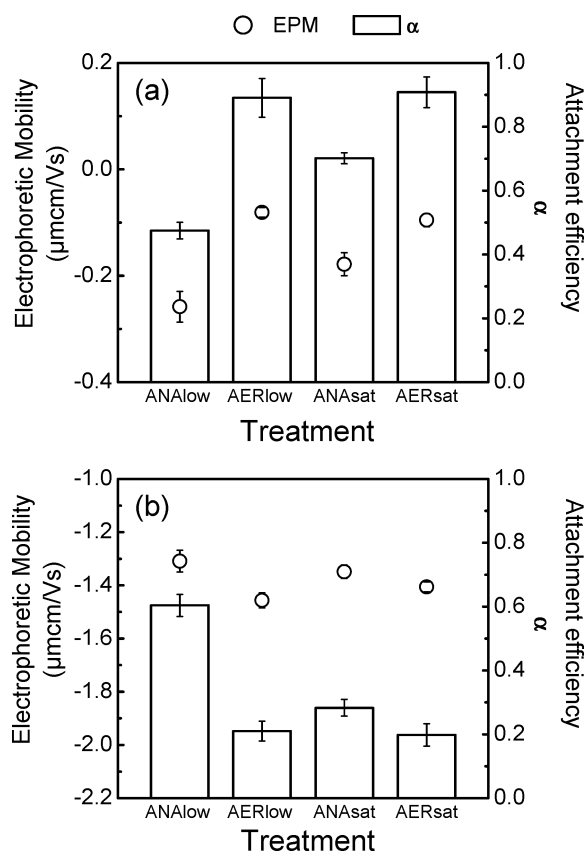 EPM α
(a)
Electrophoretic Mobility
(μmcm/Vs)
0.2
0.0
-0.2
-0.4
1.0
0.8
0.6
0.4
0.2
0.0
Attachment efficiency
α
ANAlow AERlow ANAsat AERsat
Treatment
(b)
Electrophoretic Mobility
(μmcm/Vs)
-1.0
-1.2
-1.4
-1.6
-1.8
-2.0
-2.2
1.0
0.8
0.6
0.4
0.2
0.0
Attachment efficiency
α
ANAlow AERlow ANAsat AERsat
Treatment